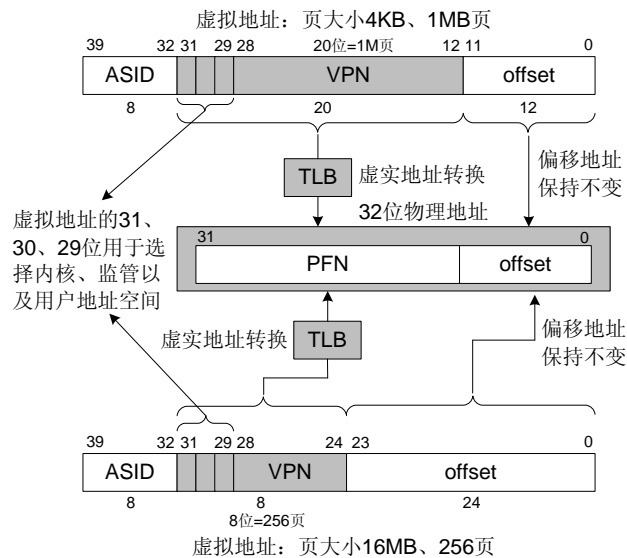 虚拟地址：页大小4KB、1MB页
39 32 31 29 28 20位=1M页 12 11 0
ASID VPN offset
8 20 12
TLB 虚实地址转换
偏移地址
保持不变
32位物理地址
虚拟地址的31、
30、29位用于选
择内核、监管以
及用户地址空间
31 0
PFN offset
虚实地址转换 TLB
偏移地址
保持不变
39 32 31 29 28 24 23 0
ASID VPN offset
8 8 24
8位=256页
虚拟地址：页大小16MB、256页